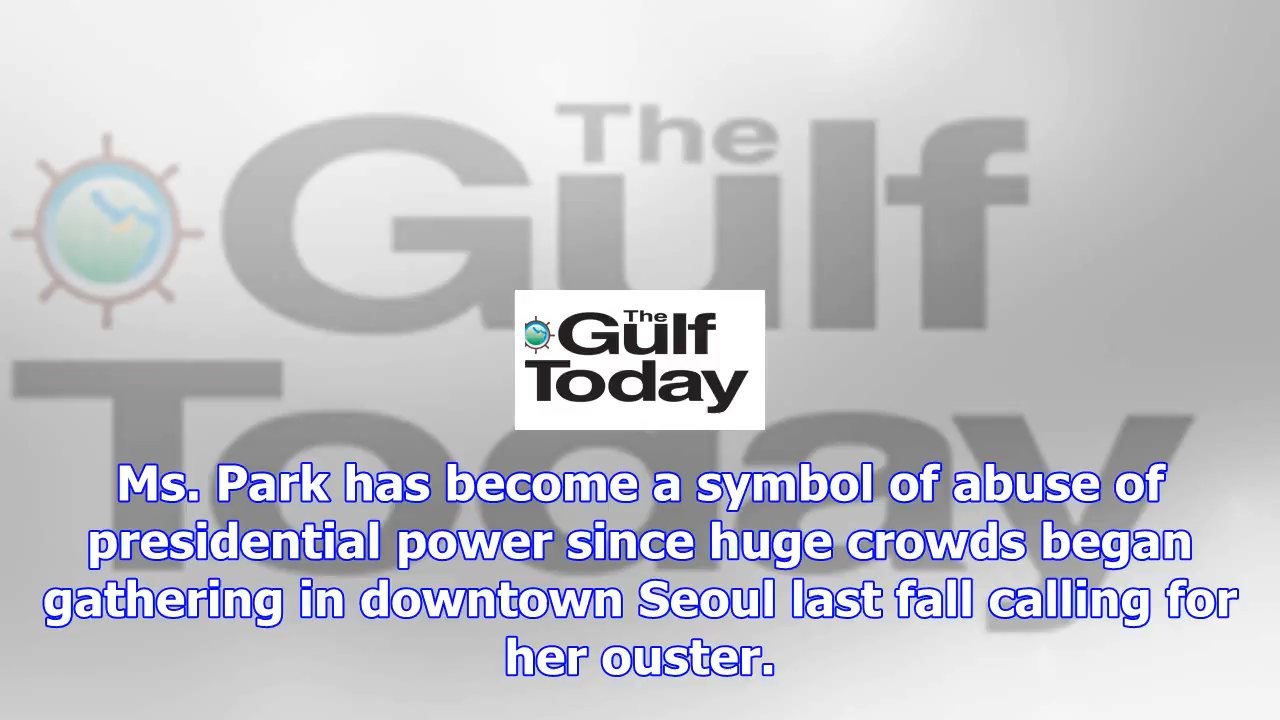 The
Gulf
Today
The
Gulf
Today
Ms. Park has become a symbol of abuse of
presidential power since huge crowds began
gathering in downtown Seoul last fall calling for
her ouster.